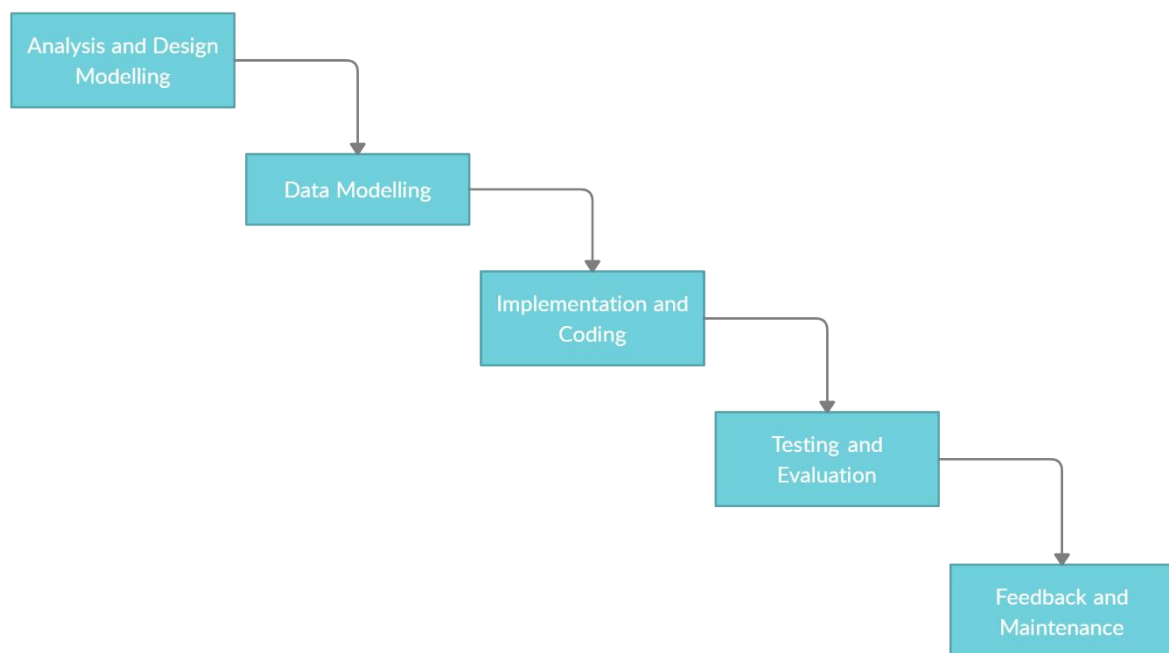 Analysis and Design
Modelling
Data Modelling
Implementation and
Coding
Testing and
Evaluation
Feedback and
Maintenance